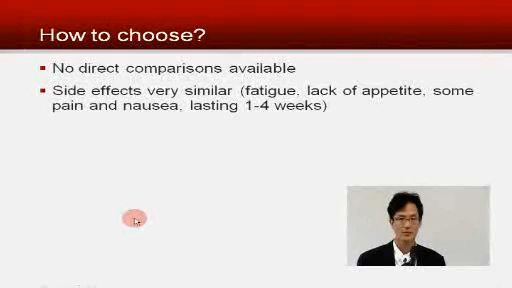 How to choose?
No direct comparisons available
Side effects very similar (fatigue, lack of appetite, some
pain and nausea, lasting 1-4 weeks)